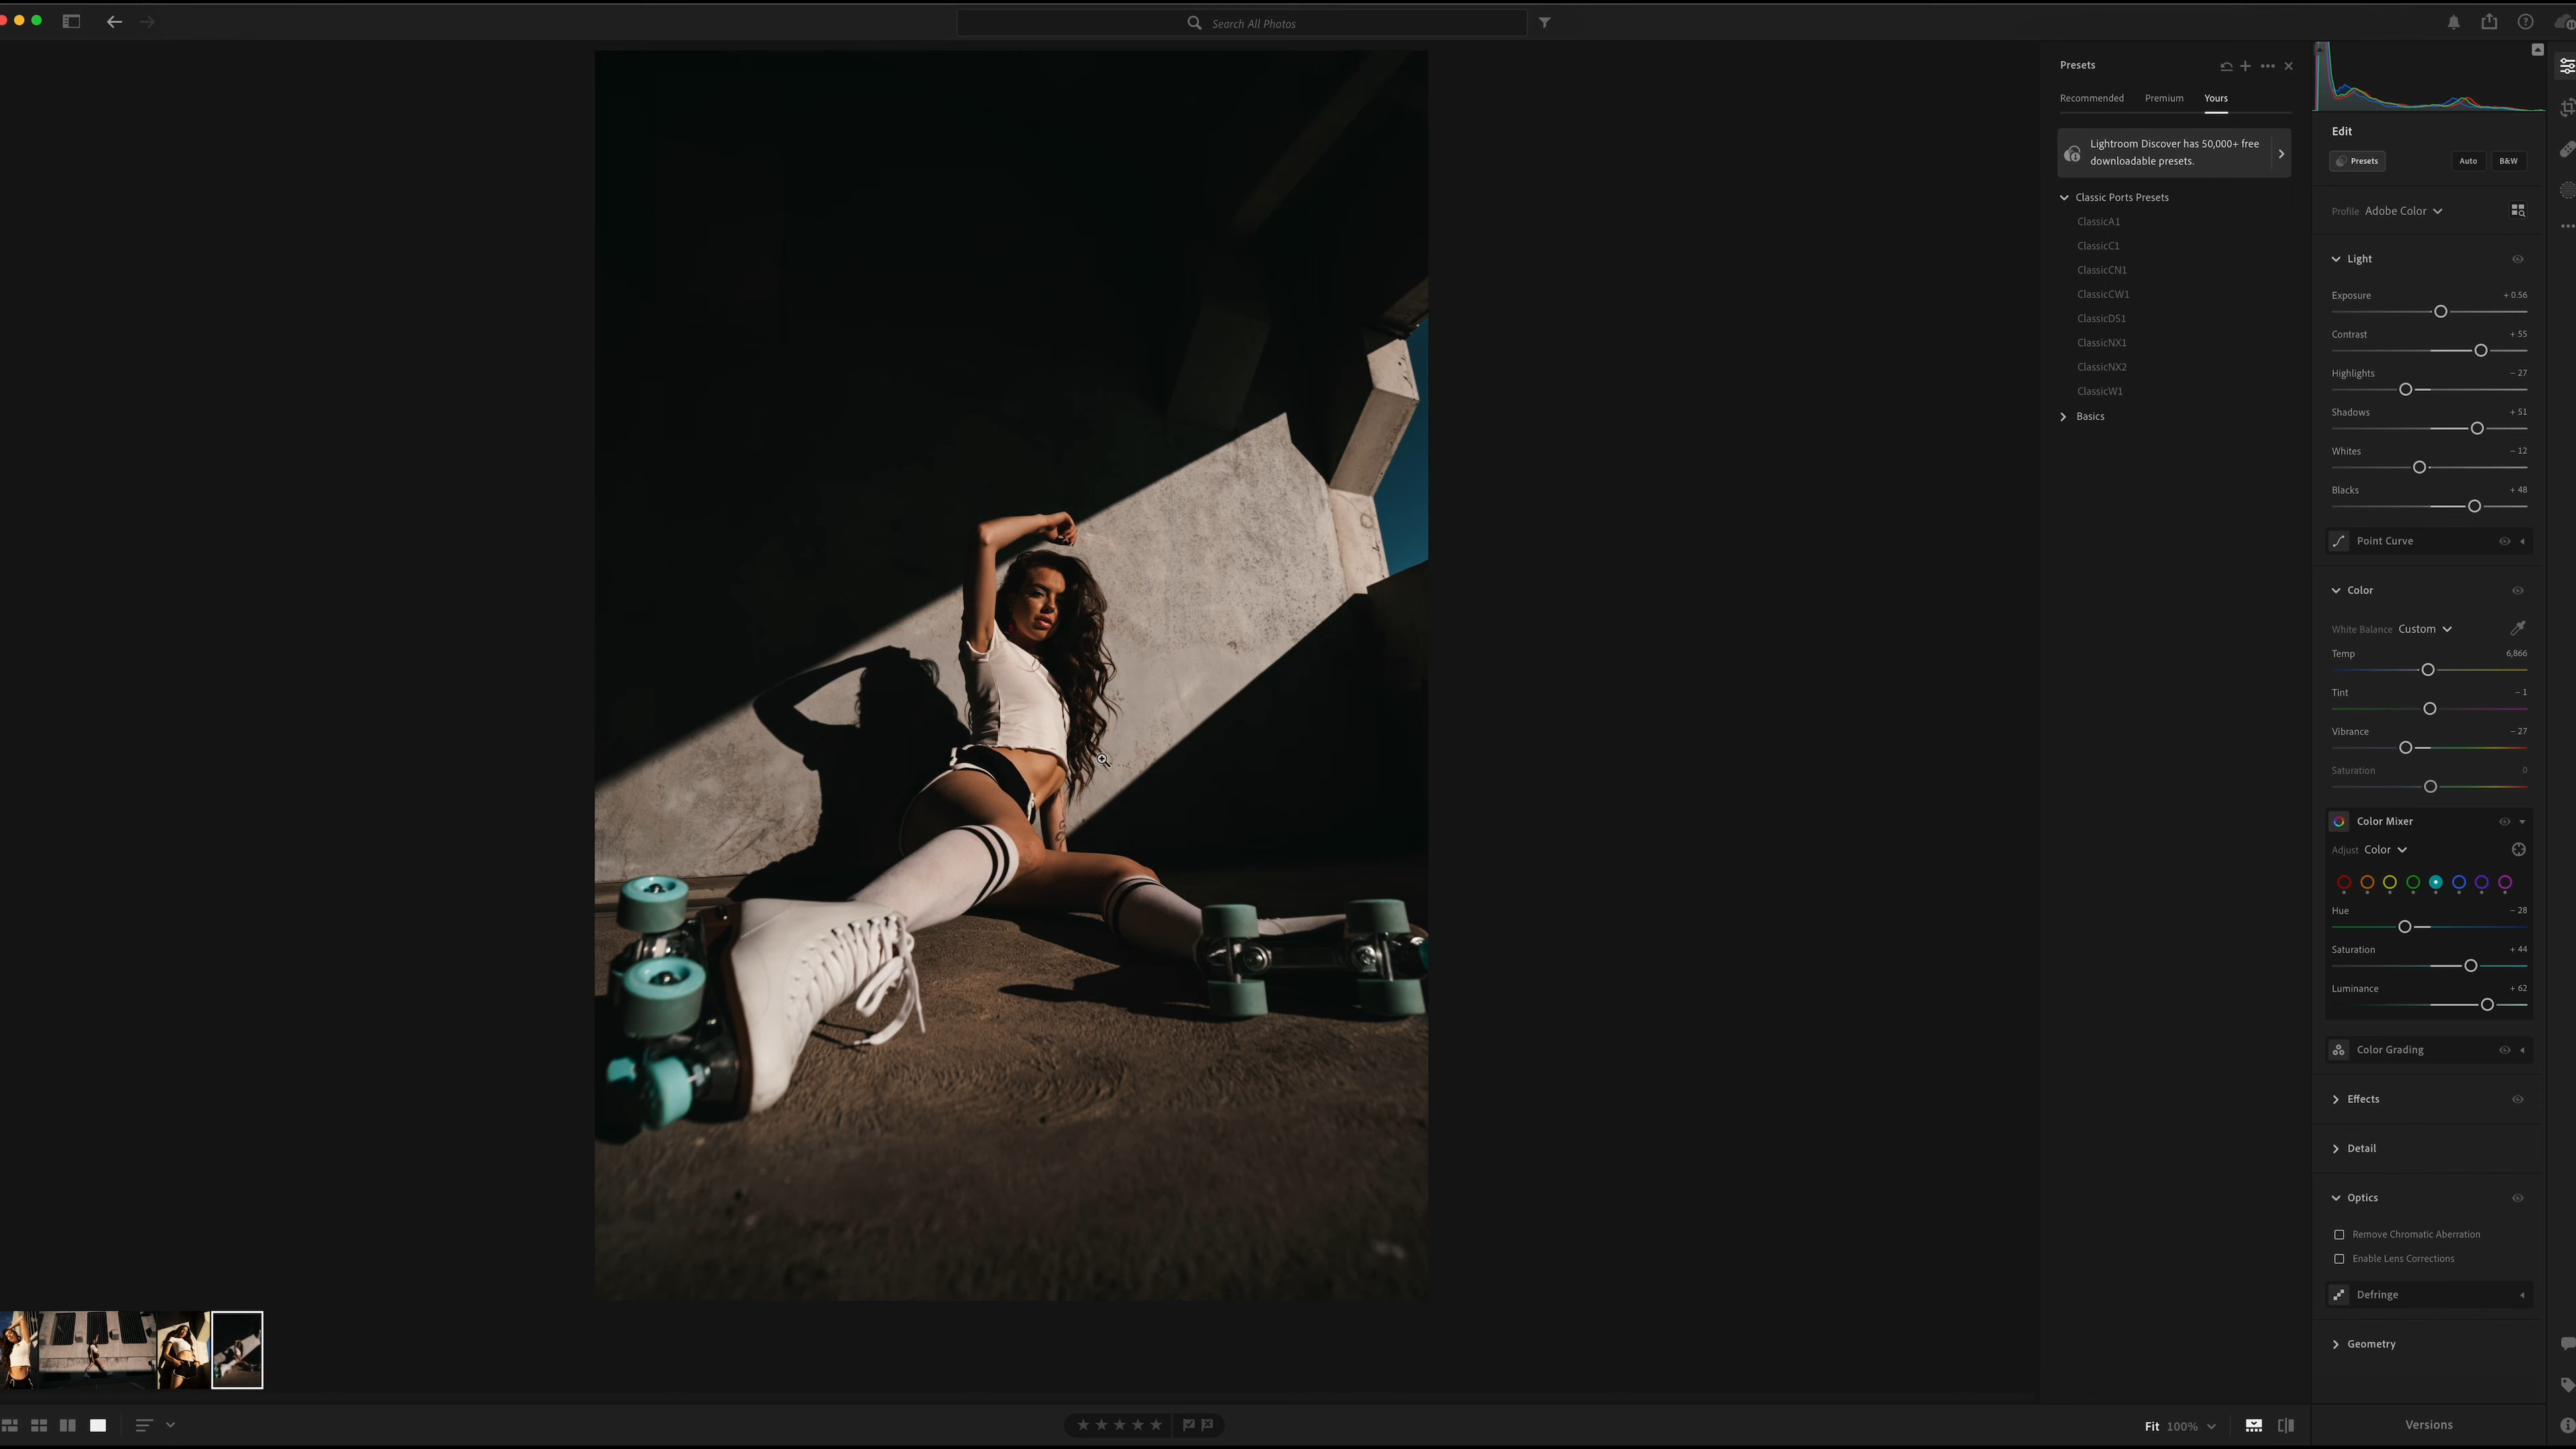 Search All Photos
Presets
Recommended Premium Yours
Lightroom Discover has 50,000+ free
downloadable presets.
Classic Ports Presets
ClassicA1
ClassicC1
ClassicCN1
ClassicCW1
ClassicDS1
ClassicNX1
ClassicNX2
ClassicW1
Basics
Edit
Presets Auto B&W
Profile Adobe Color
Light
Exposure + 0.56
Contrast + 55
Highlights − 27
Shadows + 51
Whites − 12
Blacks + 48
Point Curve
Color
White Balance Custom
Temp 6,866
Tint − 1
Vibrance − 27
Saturation 0
Color Mixer
Adjust Color
Hue − 28
Saturation + 44
Luminance + 62
Color Grading
Effects
Detail
Optics
Remove Chromatic Aberration
Enable Lens Corrections
Defringe
Geometry
Fit 100%
Versions